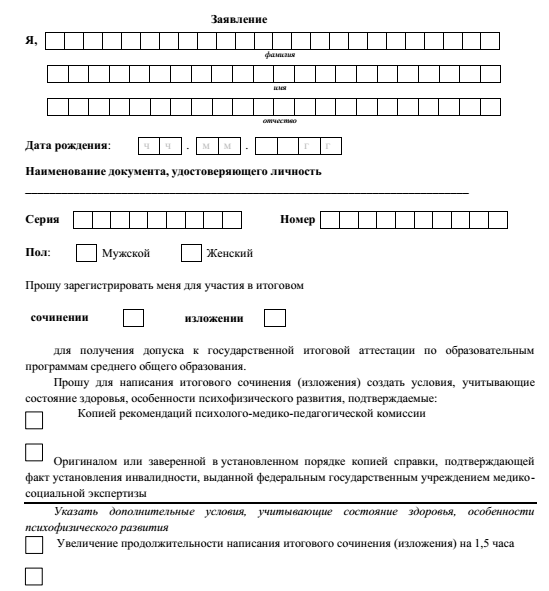 Заявление
Я,
фамилия
имя
отчество
Дата рождения: ч ч . м м . г г
Наименование документа, удостоверяющего личность
Серия Номер
Пол: Мужской Женский
Прошу зарегистрировать меня для участия в итоговом
сочинении изложении
для получения допуска к государственной итоговой аттестации по образовательным
программам среднего общего образования.
Прошу для написания итогового сочинения (изложения) создать условия, учитывающие
состояние здоровья, особенности психофизического развития, подтверждаемые:
Копией рекомендаций психолого-медико-педагогической комиссии
Оригиналом или заверенной в установленном порядке копией справки, подтверждающей
факт установления инвалидности, выданной федеральным государственным учреждением медико-
социальной экспертизы
Указать дополнительные условия, учитывающие состояние здоровья, особенности
психофизического развития
Увеличение продолжительности написания итогового сочинения (изложения) на 1,5 часа